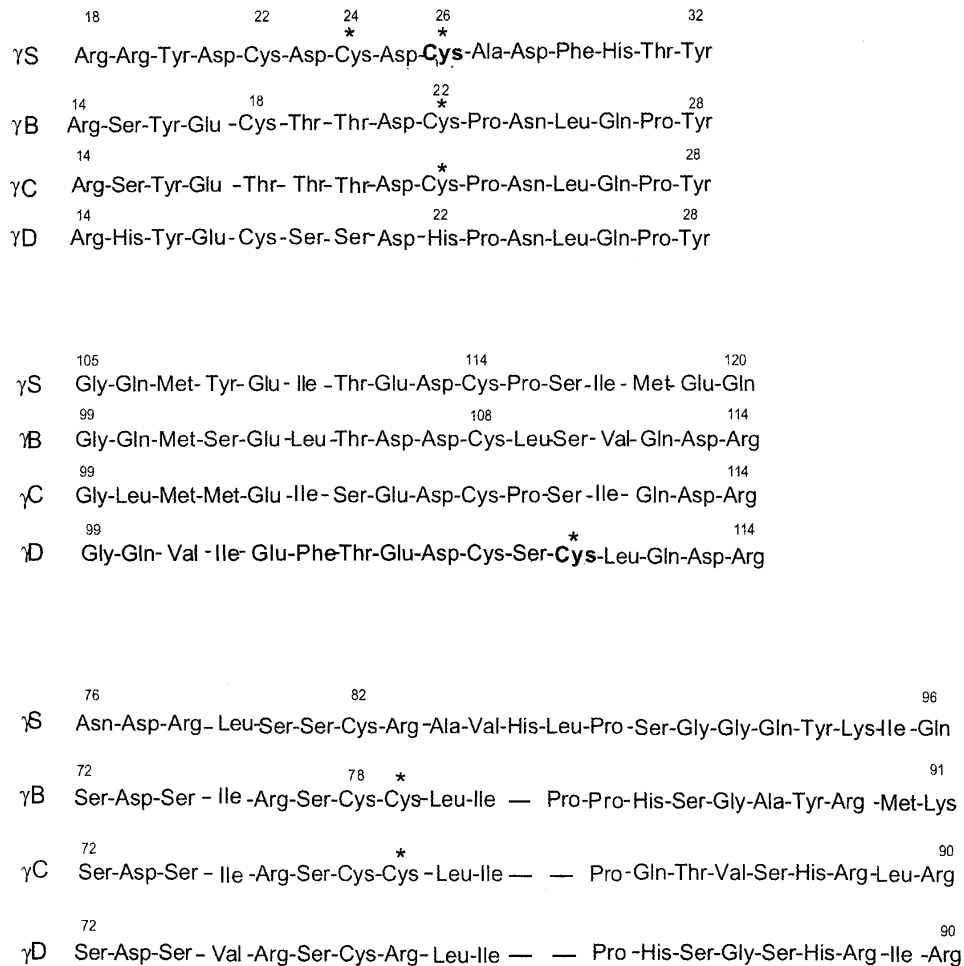 18 22 24 26 32
* *
γS Arg-Arg-Tyr-Asp-Cys-Asp-Cys-Asp-Cys-Ala-Asp-Phe-His-Thr-Tyr
14 18 22 28
*
γB Arg-Ser-Tyr-Glu-Cys-Thr-Thr-Asp-Cys-Pro-Asn-Leu-Gln-Pro-Tyr
14 28
*
γC Arg-Ser-Tyr-Glu-Thr-Thr-Thr-Asp-Cys-Pro-Asn-Leu-Gln-Pro-Tyr
14 22 28
γD Arg-His-Tyr-Glu-Cys-Ser-Ser-Asp-His-Pro-Asn-Leu-Gln-Pro-Tyr
105 114 120
γS Gly-Gln-Met-Tyr-Glu-Ile-Thr-Glu-Asp-Cys-Pro-Ser-Ile-Met-Glu-Gln
99 108 114
γB Gly-Gln-Met-Ser-Glu-Leu-Thr-Asp-Asp-Cys-Leu-Ser-Val-Gln-Asp-Arg
99 114
γC Gly-Leu-Met-Met-Glu-Ile-Ser-Glu-Asp-Cys-Pro-Ser-Ile-Gln-Asp-Arg
99 114
*
γD Gly-Gln-Val-Ile-Glu-Phe-Thr-Glu-Asp-Cys-Ser-Cys-Leu-Gln-Asp-Arg
76 82 96
γS Asn-Asp-Arg-Leu-Ser-Ser-Cys-Arg-Ala-Val-His-Leu-Pro-Ser-Gly-Gly-Gln-Tyr-Lys-Ile-Gln
72 78 91
*
γB Ser-Asp-Ser-Ile-Arg-Ser-Cys-Cys-Leu-Ile — Pro-Pro-His-Ser-Gly-Ala-Tyr-Arg-Met-Lys
72 90
*
γC Ser-Asp-Ser-Ile-Arg-Ser-Cys-Cys-Leu-Ile — — Pro-Gln-Thr-Val-Ser-His-Arg-Leu-Arg
72 90
γD Ser-Asp-Ser-Val-Arg-Ser-Cys-Arg-Leu-Ile — — Pro-His-Ser-Gly-Ser-His-Arg-Ile-Arg